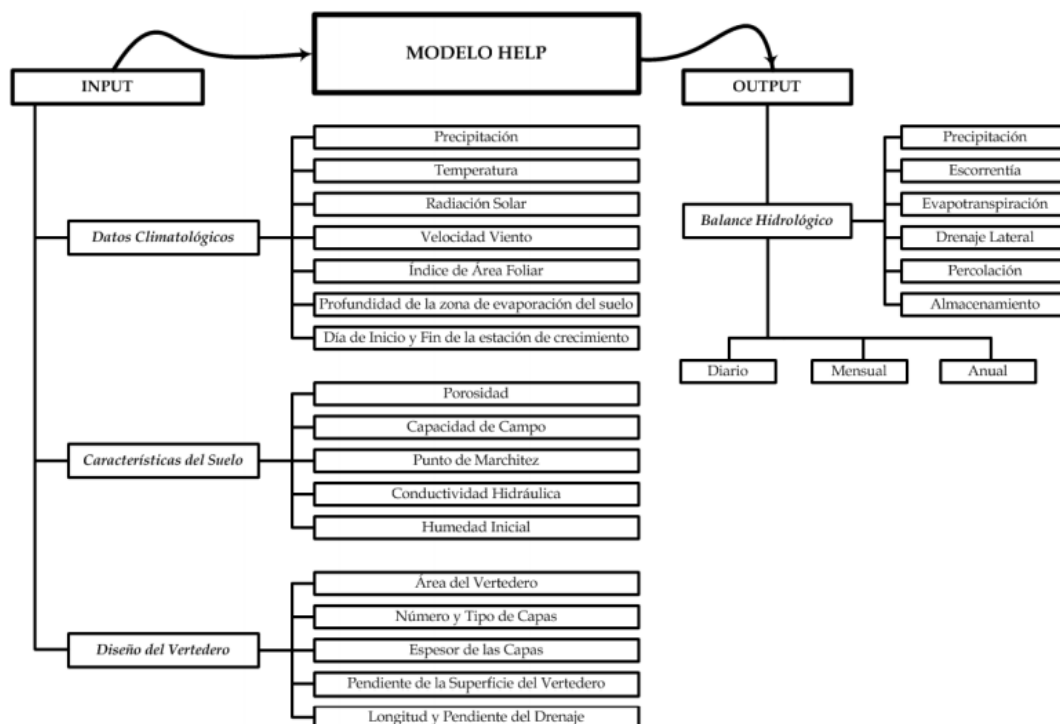 MODELO HELP
INPUT
OUTPUT
Datos Climatológicos
Precipitación
Temperatura
Radiación Solar
Velocidad Viento
Índice de Área Foliar
Profundidad de la zona de evaporación del suelo
Día de Inicio y Fin de la estación de crecimiento
Características del Suelo
Porosidad
Capacidad de Campo
Punto de Marchitez
Conductividad Hidráulica
Humedad Inicial
Diseño del Vertedero
Área del Vertedero
Número y Tipo de Capas
Espesor de las Capas
Pendiente de la Superficie del Vertedero
Longitud y Pendiente del Drenaje
Balance Hidrológico
Precipitación
Escorrentía
Evapotranspiración
Drenaje Lateral
Percolación
Almacenamiento
Diario
Mensual
Anual